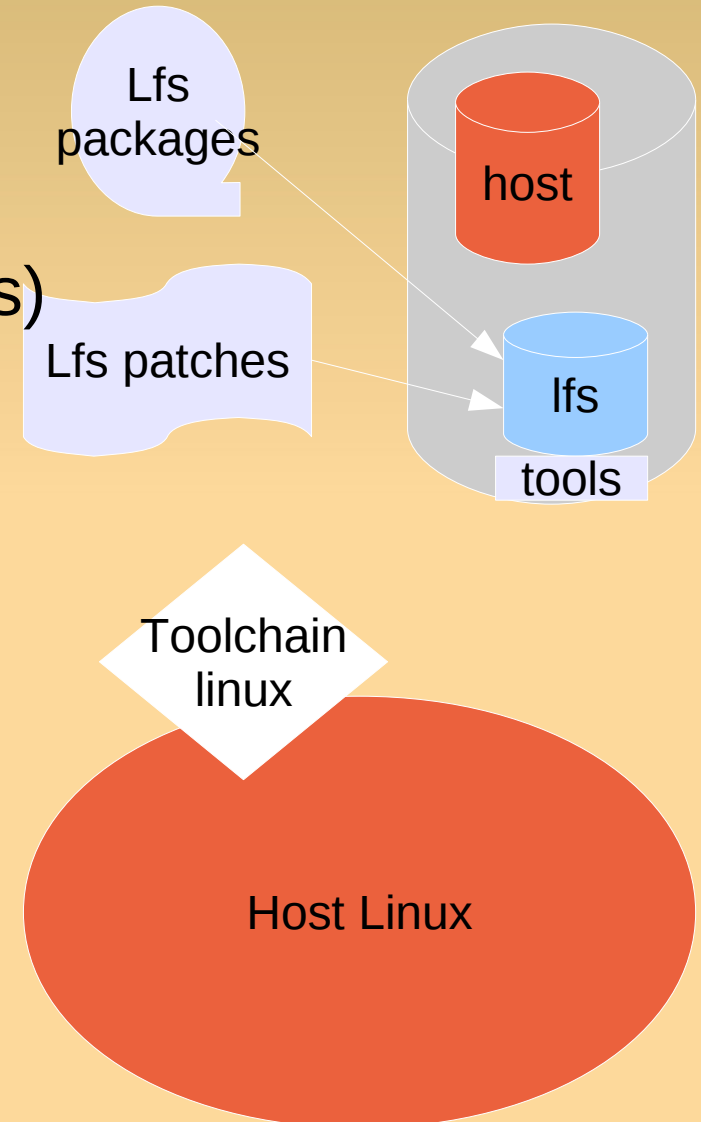 Lfs
packages
host
s)
Lfs patches
lfs
tools
Toolchain
linux
Host Linux